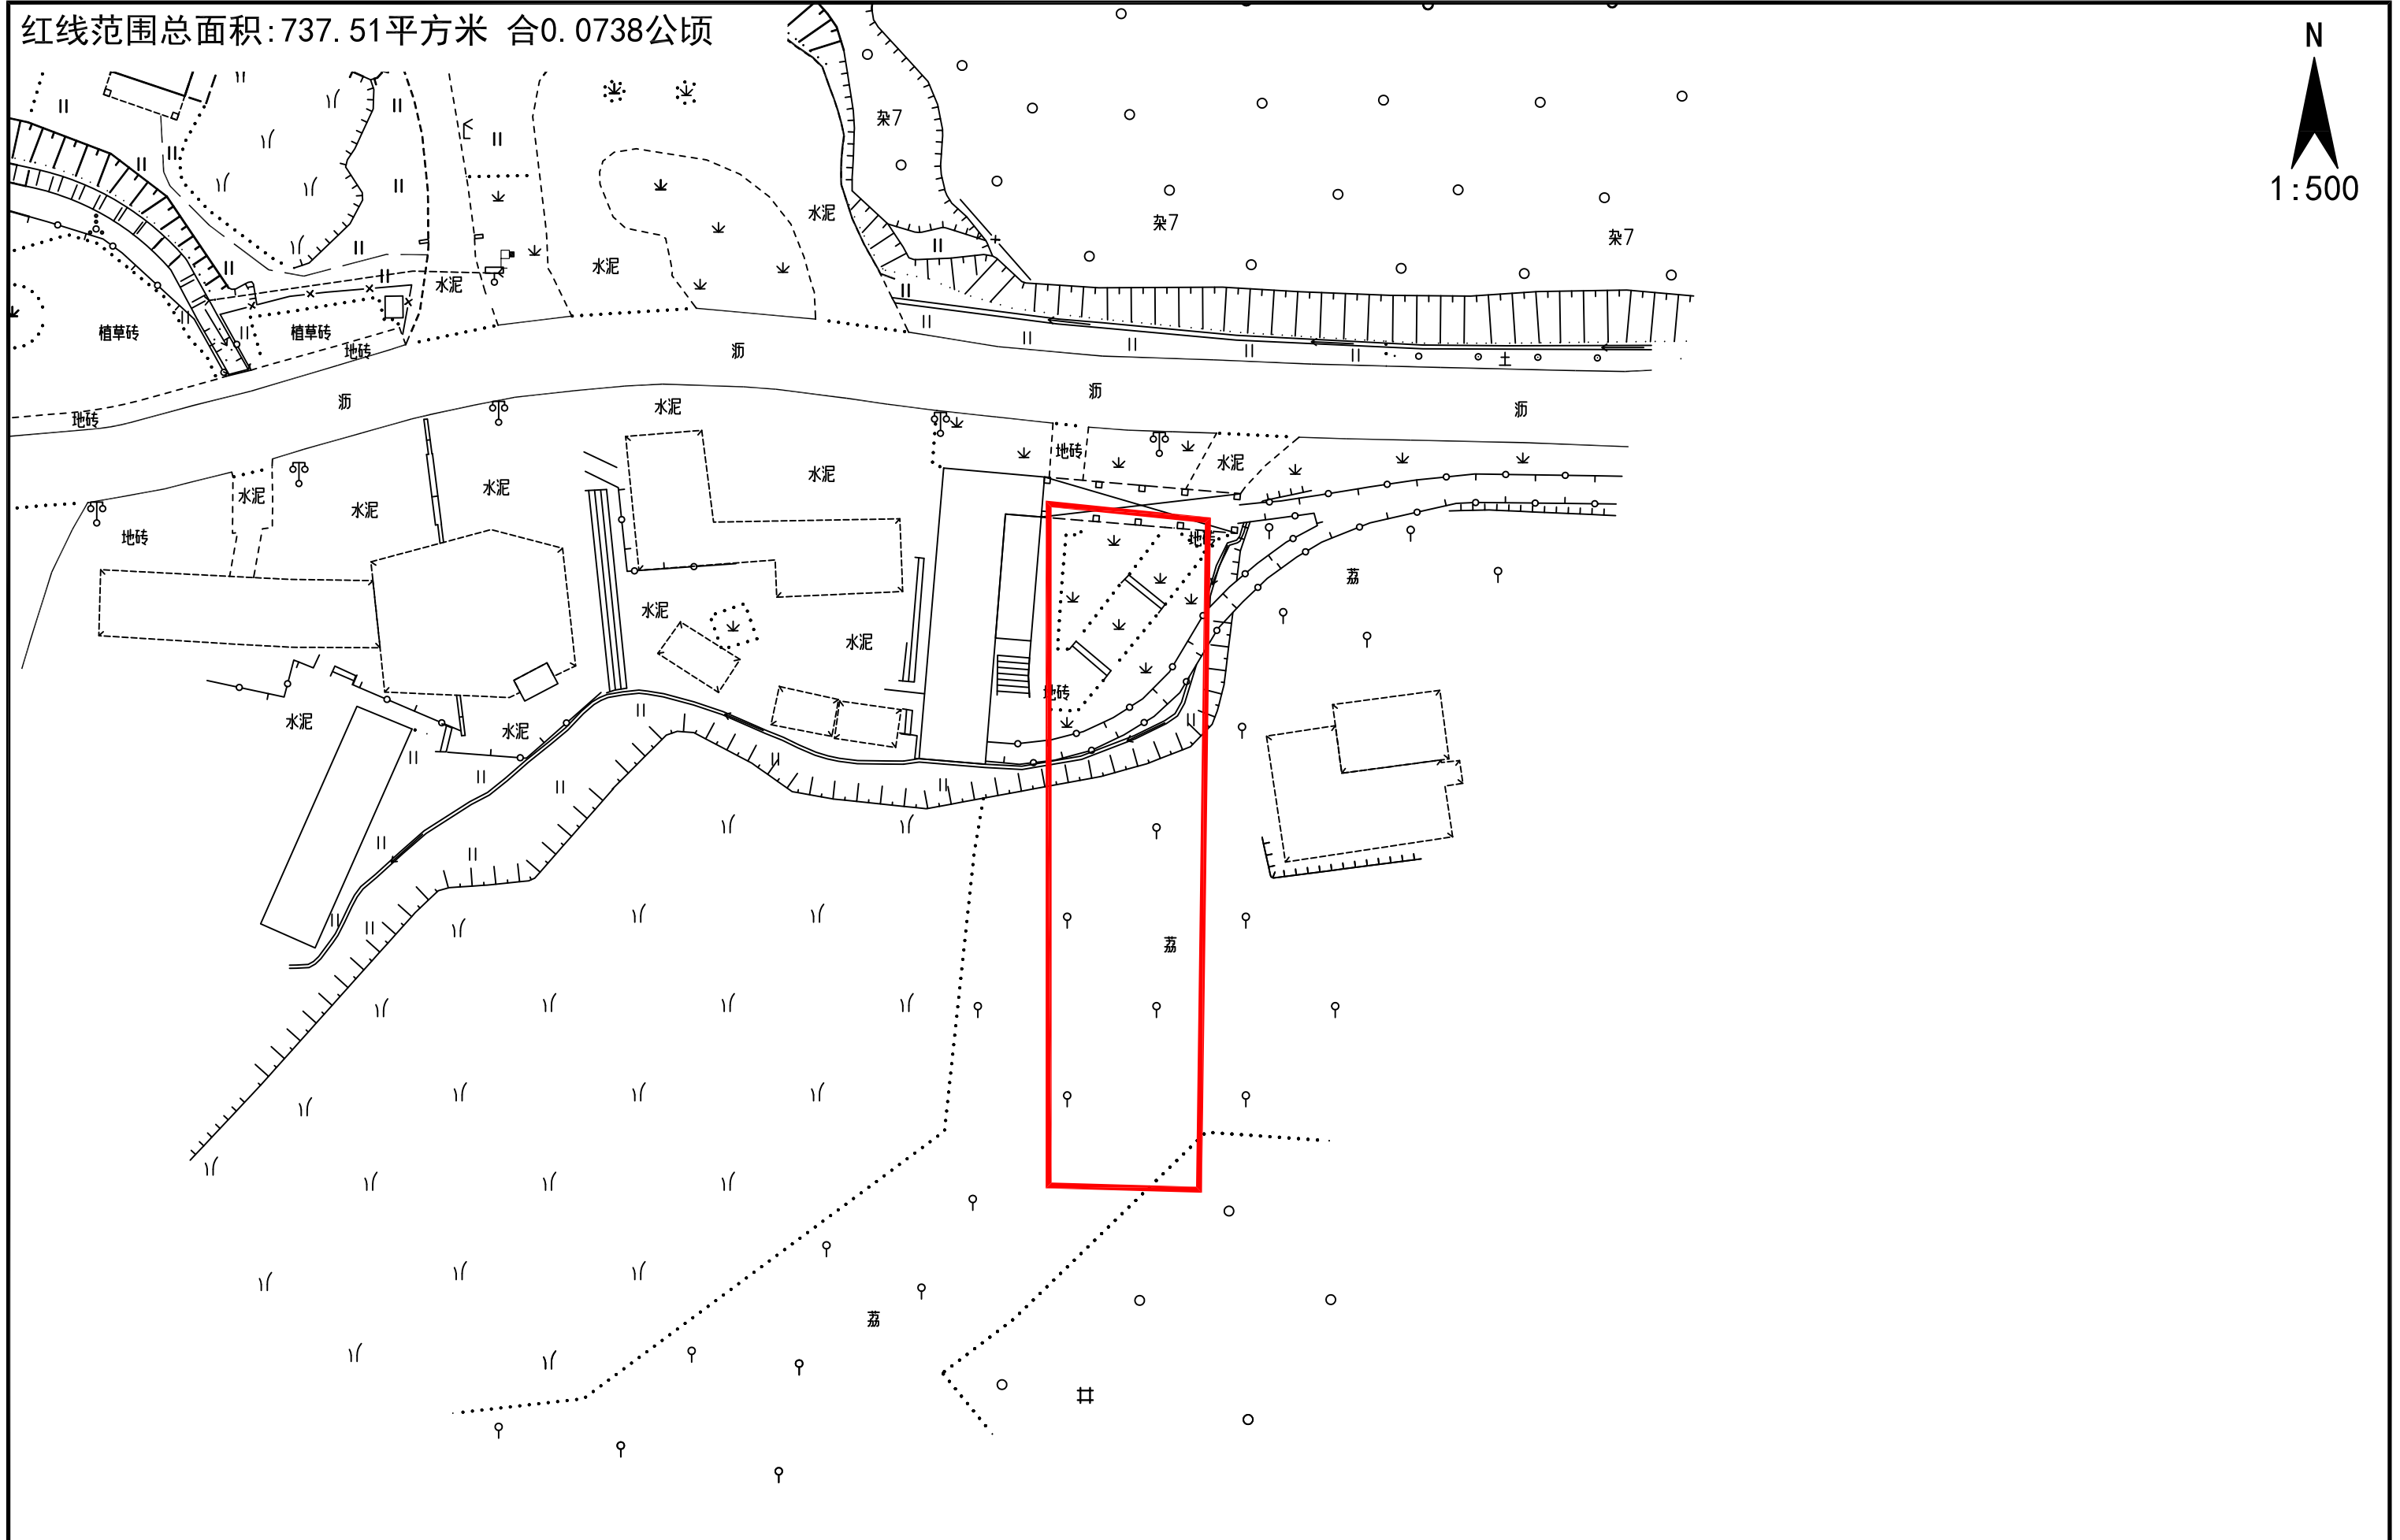 红线范围总面积:737.51平方米 合0.0738公顷
N
1:500
杂7
水泥
杂7
杂7
水泥
水泥
植草砖
植草砖
地砖
沥
沥
沥
水泥
沥
地砖
地砖
水泥
水泥
水泥
水泥
水泥
地砖
地砖
荔
水泥
水泥
地砖
水泥
水泥
荔
荔